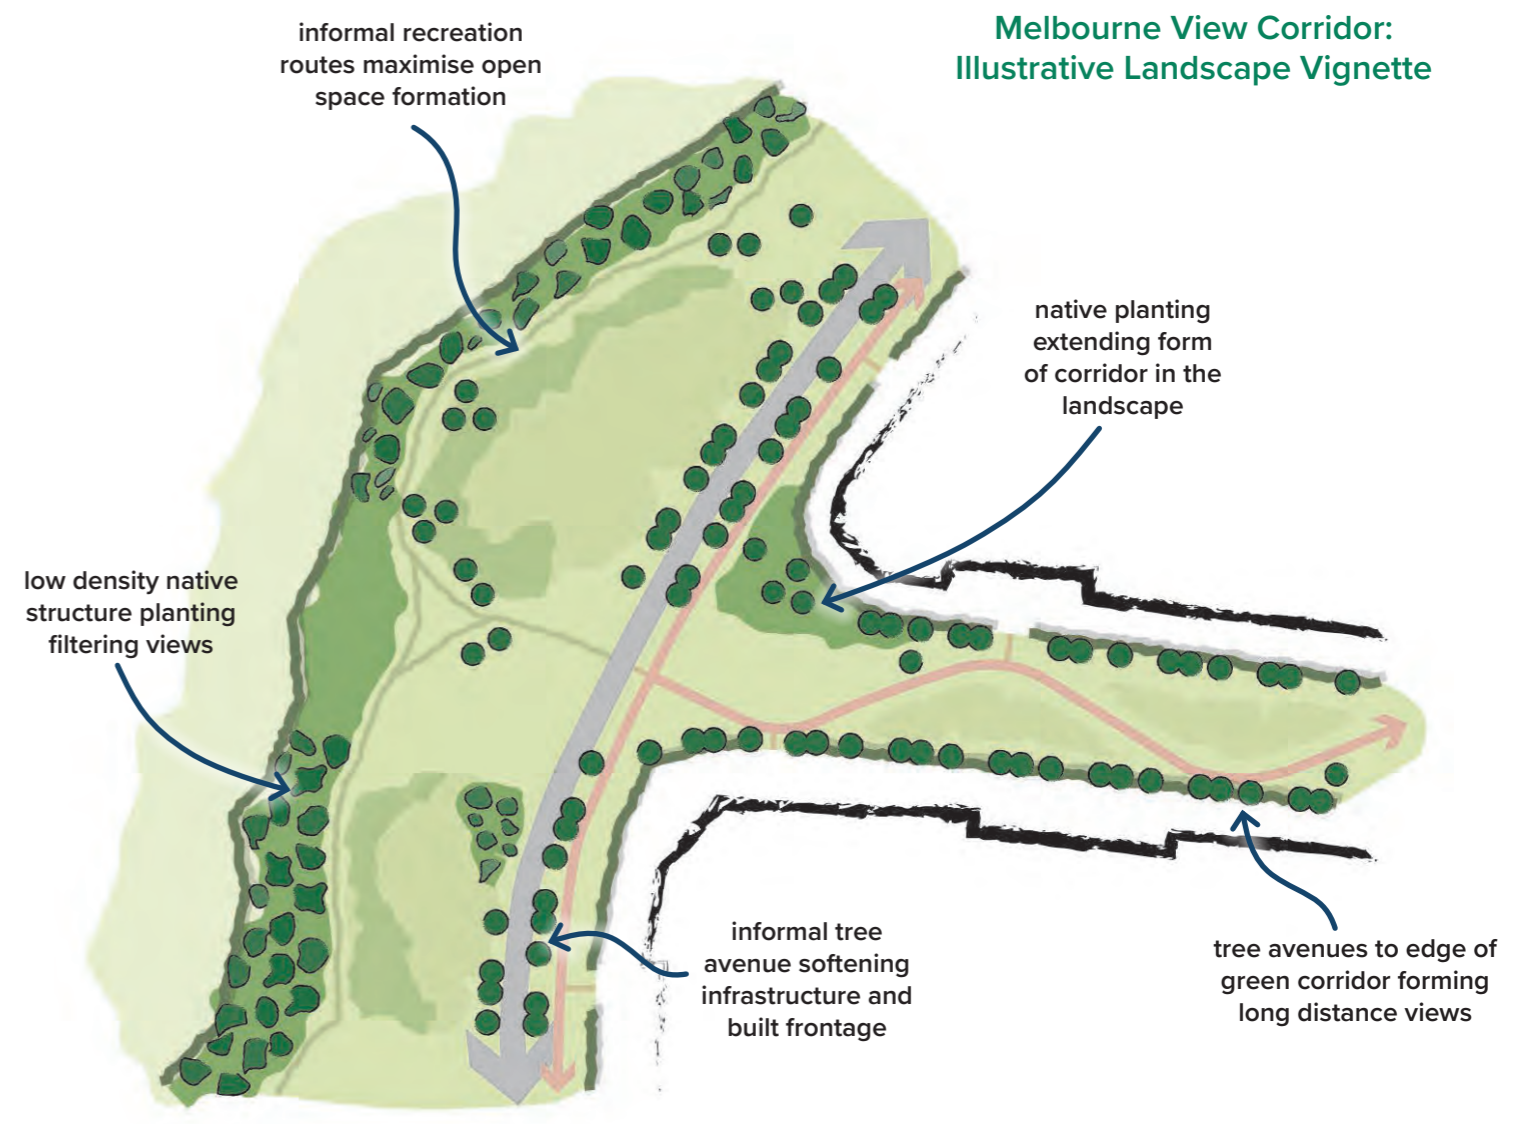 Melbourne View Corridor:
Illustrative Landscape Vignette
informal recreation
routes maximise open
space formation
native planting
extending form
of corridor in the
landscape
low density native
structure planting
filtering views
informal tree
avenue softening
infrastructure and
built frontage
tree avenues to edge of
green corridor forming
long distance views